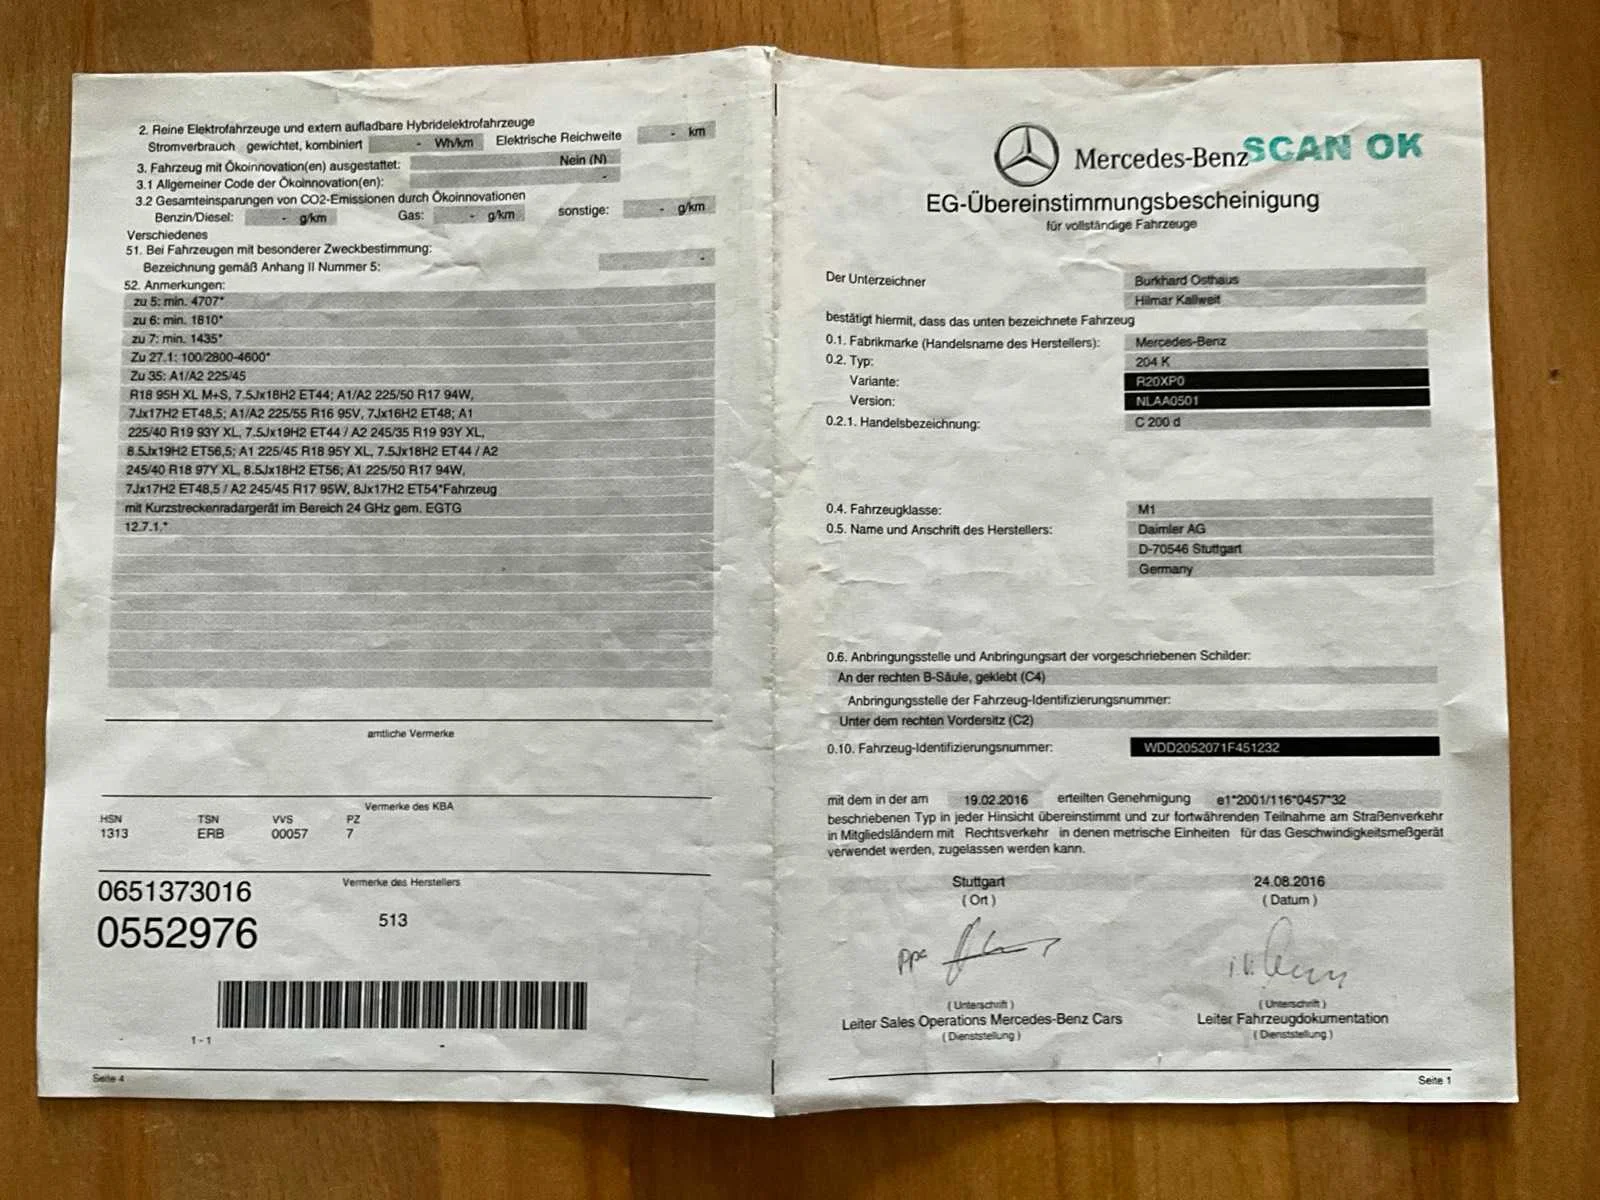 2. Reine Elektrofahrzeuge und extern aufladbare Hybridelektrofahrzeuge
Stromverbrauch gewichtet, kombiniert - Wh/km Elektrische Reichweite - km
3. Fahrzeug mit Ökoinnovation(en) ausgestattet: Nein (N)
3.1 Allgemeiner Code der Ökoinnovation(en): -
3.2 Gesamteinsparungen von CO2-Emissionen durch Ökoinnovationen
Benzin/Diesel: - g/km Gas: - g/km sonstige: - g/km
Verschiedenes
51. Bei Fahrzeugen mit besonderer Zweckbestimmung:
Bezeichnung gemäß Anhang II Nummer 5: -
52. Anmerkungen:
zu 5: min. 4707*
zu 6: min. 1810*
zu 7: min. 1435*
Zu 27.1: 100/2800-4600*
Zu 35: A1/A2 225/45
R18 95H XL M+S, 7.5Jx18H2 ET44; A1/A2 225/50 R17 94W,
7Jx17H2 ET48,5; A1/A2 225/55 R16 95V, 7Jx16H2 ET48; A1
225/40 R19 93Y XL, 7.5Jx19H2 ET44 / A2 245/35 R19 93Y XL,
8.5Jx19H2 ET56,5; A1 225/45 R18 95Y XL, 7.5Jx18H2 ET44 / A2
245/40 R18 97Y XL, 8.5Jx18H2 ET56; A1 225/50 R17 94W,
7Jx17H2 ET48,5 / A2 245/45 R17 95W, 8Jx17H2 ET54*Fahrzeug
mit Kurzstreckenradargerät im Bereich 24 GHz gem. EGTG
12.7.1.*
amtliche Vermerke
Vermerke des KBA
HSN TSN VVS PZ
1313 ERB 00057 7
Vermerke des Herstellers
0651373016
0552976 513
1-1
Seite 4
Mercedes-Benz SCAN OK
EG-Übereinstimmungsbescheinigung
für vollständige Fahrzeuge
Der Unterzeichner Burkhard Osthaus
Hilmar Kallweit
bestätigt hiermit, dass das unten bezeichnete Fahrzeug
0.1. Fabrikmarke (Handelsname des Herstellers): Mercedes-Benz
0.2. Typ: 204 K
Variante: R20XP0
Version: NLAA0501
0.2.1. Handelsbezeichnung: C 200 d
0.4. Fahrzeugklasse: M1
0.5. Name und Anschrift des Herstellers: Daimler AG
D-70546 Stuttgart
Germany
0.6. Anbringungsstelle und Anbringungsart der vorgeschriebenen Schilder:
An der rechten B-Säule, geklebt (C4)
Anbringungsstelle der Fahrzeug-Identifizierungsnummer:
Unter dem rechten Vordersitz (C2)
0.10. Fahrzeug-Identifizierungsnummer: WDD2052071F451232
mit dem in der am 19.02.2016 erteilten Genehmigung e1*2001/116*0457*32
beschriebenen Typ in jeder Hinsicht übereinstimmt und zur fortwährenden Teilnahme am Straßenverkehr
in Mitgliedsländern mit Rechtsverkehr in denen metrische Einheiten für das Geschwindigkeitsmeßgerät
verwendet werden, zugelassen werden kann.
Stuttgart 24.08.2016
(Ort) (Datum)
ppa i.V.
(Unterschrift) (Unterschrift)
Leiter Sales Operations Mercedes-Benz Cars Leiter Fahrzeugdokumentation
(Dienststellung) (Dienststellung)
Seite 1